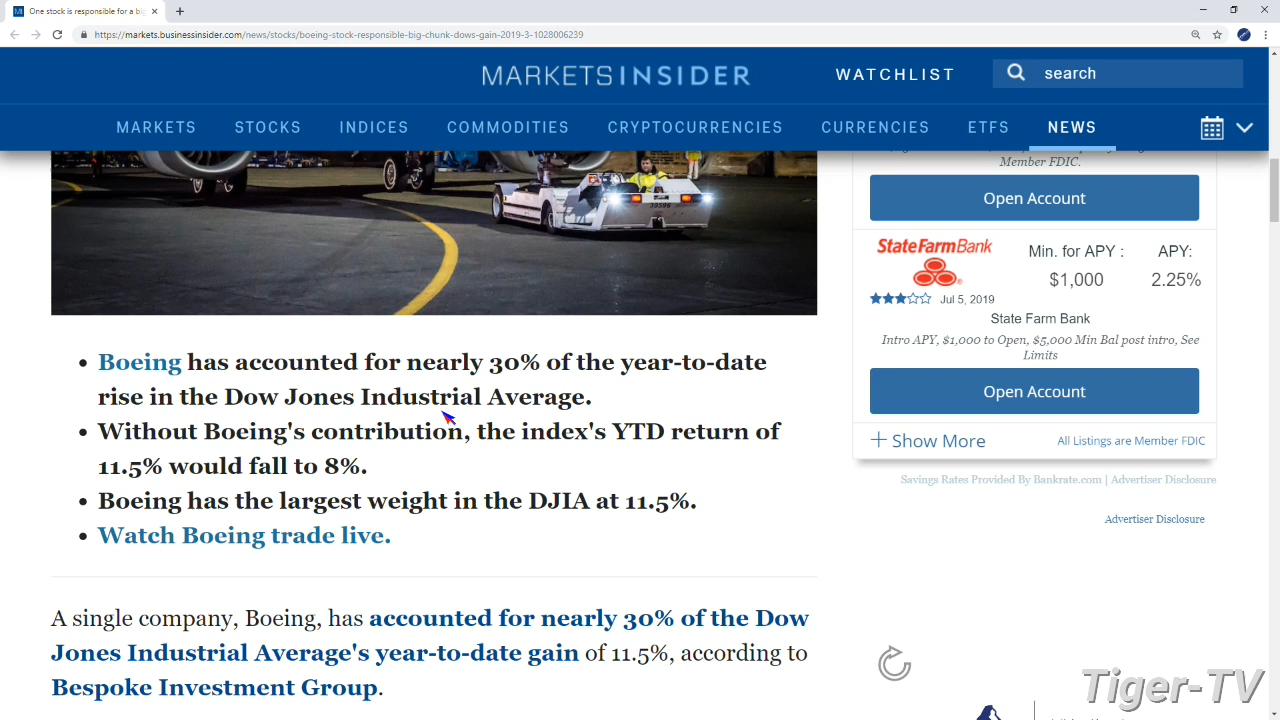 One stock is responsible for a bi
https://markets.businessinsider.com/news/stocks/boeing-stock-responsible-big-chunk-dows-gain-2019-3-1028006239
MARKETS INSIDER
WATCHLIST
search
MARKETS STOCKS INDICES COMMODITIES CRYPTOCURRENCIES CURRENCIES ETFS NEWS
Member FDIC.
Open Account
State Farm Bank
Min. for APY : APY:
$1,000 2.25%
Jul 5, 2019
State Farm Bank
Intro APY, $1,000 to Open, $5,000 Min Bal post intro, See
Limits
Open Account
+ Show More
All Listings are Member FDIC
Savings Rates Provided By Bankrate.com | Advertiser Disclosure
Advertiser Disclosure
39596
• Boeing has accounted for nearly 30% of the year-to-date
rise in the Dow Jones Industrial Average.
• Without Boeing's contribution, the index's YTD return of
11.5% would fall to 8%.
• Boeing has the largest weight in the DJIA at 11.5%.
• Watch Boeing trade live.
A single company, Boeing, has accounted for nearly 30% of the Dow
Jones Industrial Average's year-to-date gain of 11.5%, according to
Bespoke Investment Group.
Tiger-TV